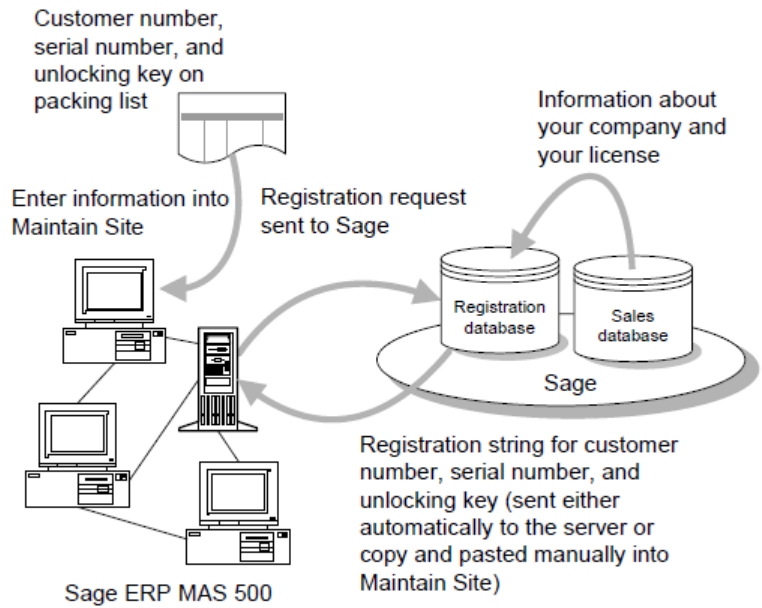 Customer number,
serial number, and
unlocking key on
packing list
Information about
your company and
your license
Enter information into
Maintain Site
Registration request
sent to Sage
Registration
database
Sales
database
Sage
Registration string for customer
number, serial number, and
unlocking key (sent either
automatically to the server or
copy and pasted manually into
Maintain Site)
Sage ERP MAS 500